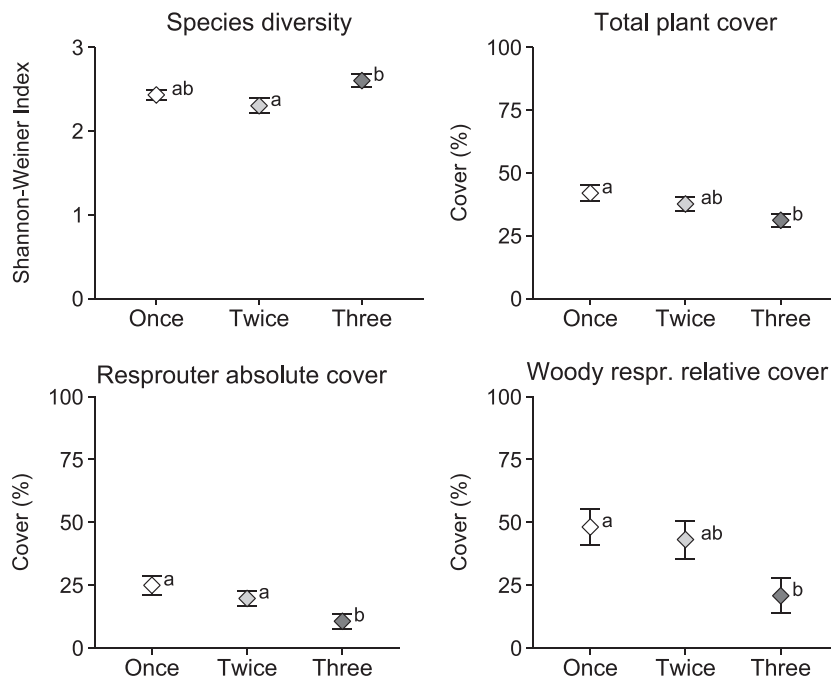 Species diversity
Shannon-Weiner Index
3
2
1
0
ab
a
b
Once Twice Three
Total plant cover
Cover (%)
100
75
50
25
0
a
ab
b
Once Twice Three
Resprouter absolute cover
Cover (%)
100
75
50
25
0
a
a
b
Once Twice Three
Woody respr. relative cover
Cover (%)
100
75
50
25
0
a
ab
b
Once Twice Three